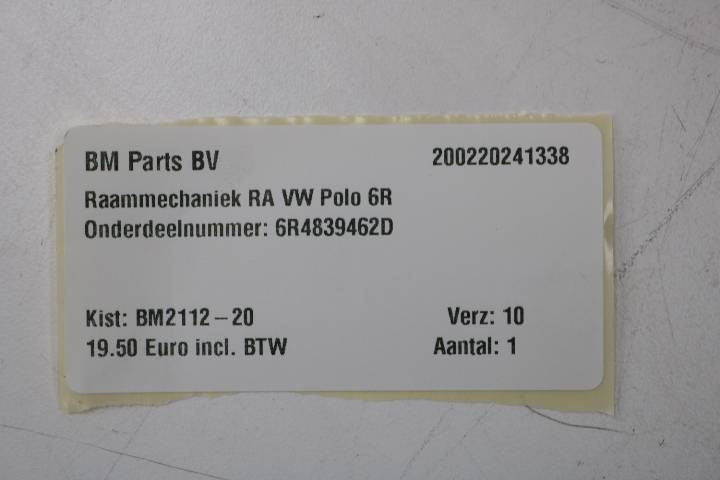 BM Parts BV 200220241338
Raammechaniek RA VW Polo 6R
Onderdeelnummer: 6R4839462D
Kist: BM2112-20 Verz: 10
19.50 Euro incl. BTW Aantal: 1